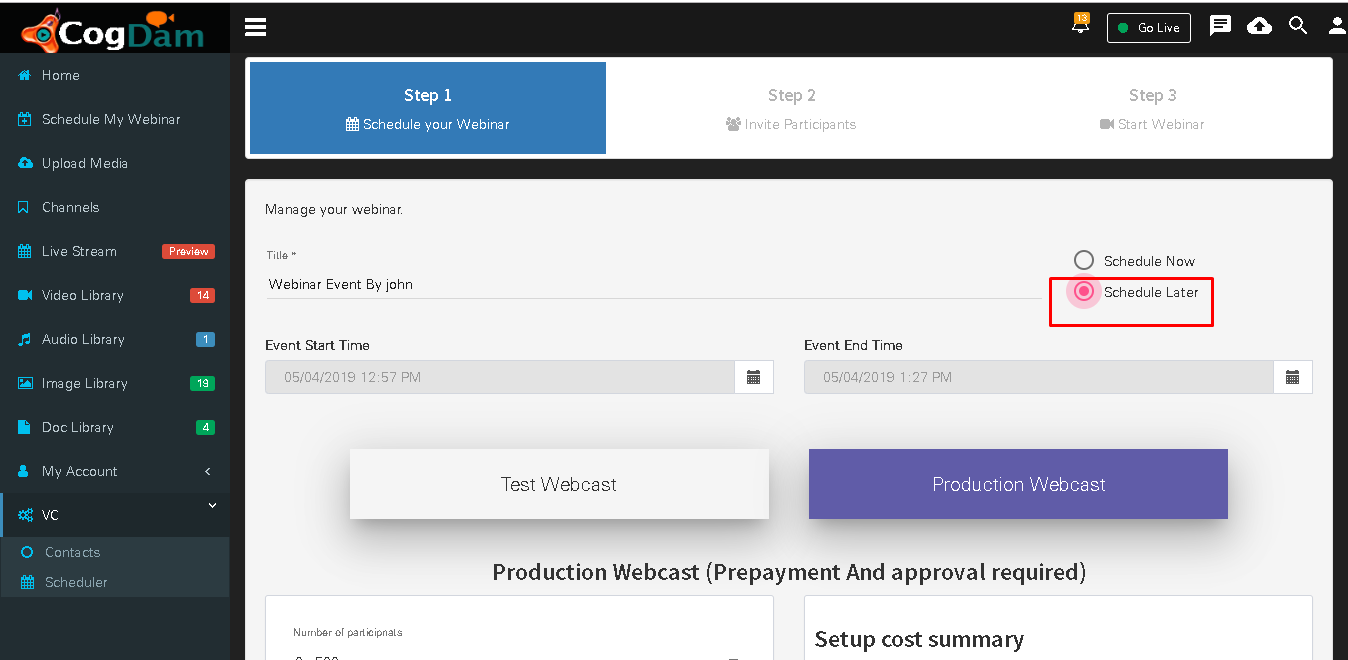 CogDam
13
Go Live
Home
Schedule My Webinar
Upload Media
Channels
Live Stream Preview
Video Library 14
Audio Library 1
Image Library 19
Doc Library 4
My Account
VC
Contacts
Scheduler
Step 1
Schedule your Webinar
Step 2
Invite Participants
Step 3
Start Webinar
Manage your webinar.
Title *
Webinar Event By john
Schedule Now
Schedule Later
Event Start Time
05/04/2019 12:57 PM
Event End Time
05/04/2019 1:27 PM
Test Webcast
Production Webcast
Production Webcast (Prepayment And approval required)
Number of participnats
Setup cost summary